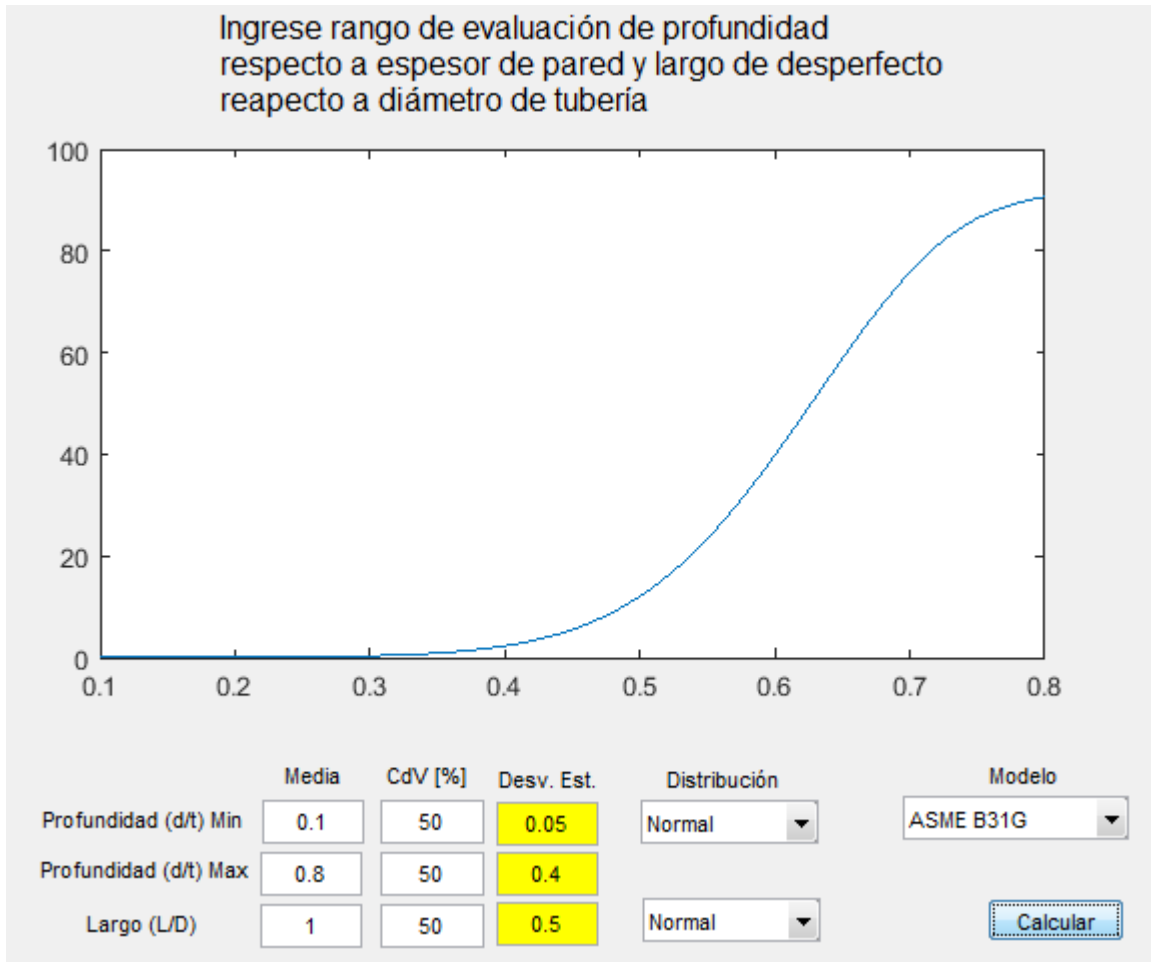 Ingrese rango de evaluación de profundidad
respecto a espesor de pared y largo de desperfecto
reapecto a diámetro de tubería
100
80
60
40
20
0
0.1 0.2 0.3 0.4 0.5 0.6 0.7 0.8
Media CdV [%] Desv. Est. Distribución Modelo
Profundidad (d/t) Min 0.1 50 0.05 Normal ASME B31G
Profundidad (d/t) Max 0.8 50 0.4
Largo (L/D) 1 50 0.5 Normal Calcular